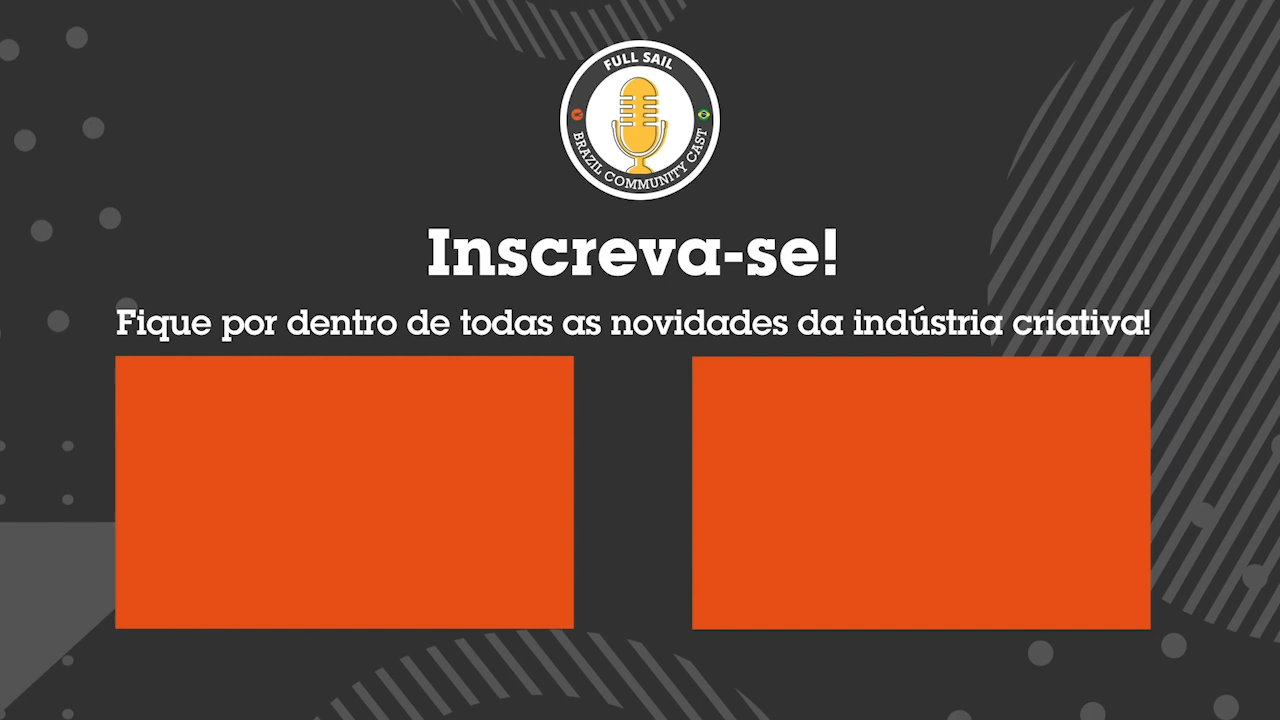 FULL SAIL
BRAZIL COMMUNITY CAST
Inscreva-se!
Fique por dentro de todas as novidades da indústria criativa!